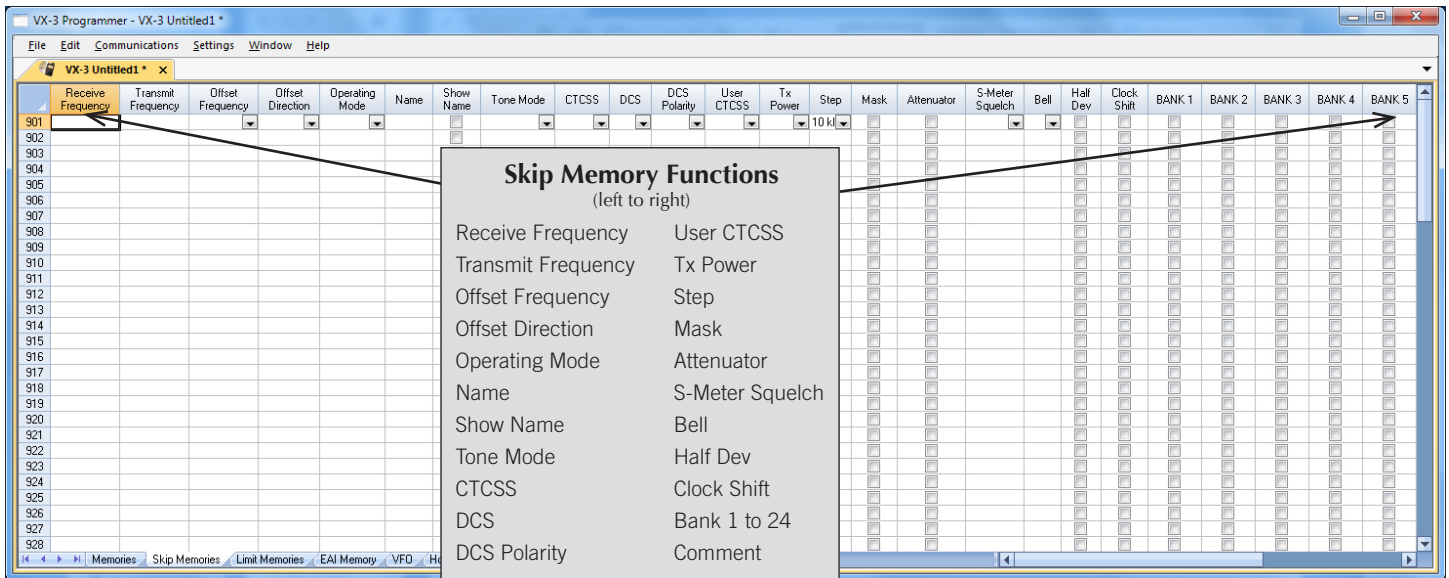 VX-3 Programmer - VX-3 Untitled1 *
File Edit Communications Settings Window Help
VX-3 Untitled1 * x
Receive Frequency Transmit Frequency Offset Frequency Offset Direction Operating Mode Name Show Name Tone Mode CTCSS DCS DCS Polarity User CTCSS Tx Power Step Mask Attenuator S-Meter Squelch Bell Half Dev Clock Shift BANK 1 BANK 2 BANK 3 BANK 4 BANK 5
901 10 kl
902
903
904
905
906
907
908
909
910
911
912
913
914
915
916
917
918
919
920
921
922
923
924
925
926
927
928
Skip Memory Functions
(left to right)
Receive Frequency User CTCSS
Transmit Frequency Tx Power
Offset Frequency Step
Offset Direction Mask
Operating Mode Attenuator
Name S-Meter Squelch
Show Name Bell
Tone Mode Half Dev
CTCSS Clock Shift
DCS Bank 1 to 24
DCS Polarity Comment
Memories Skip Memories Limit Memories EAI Memory VFO